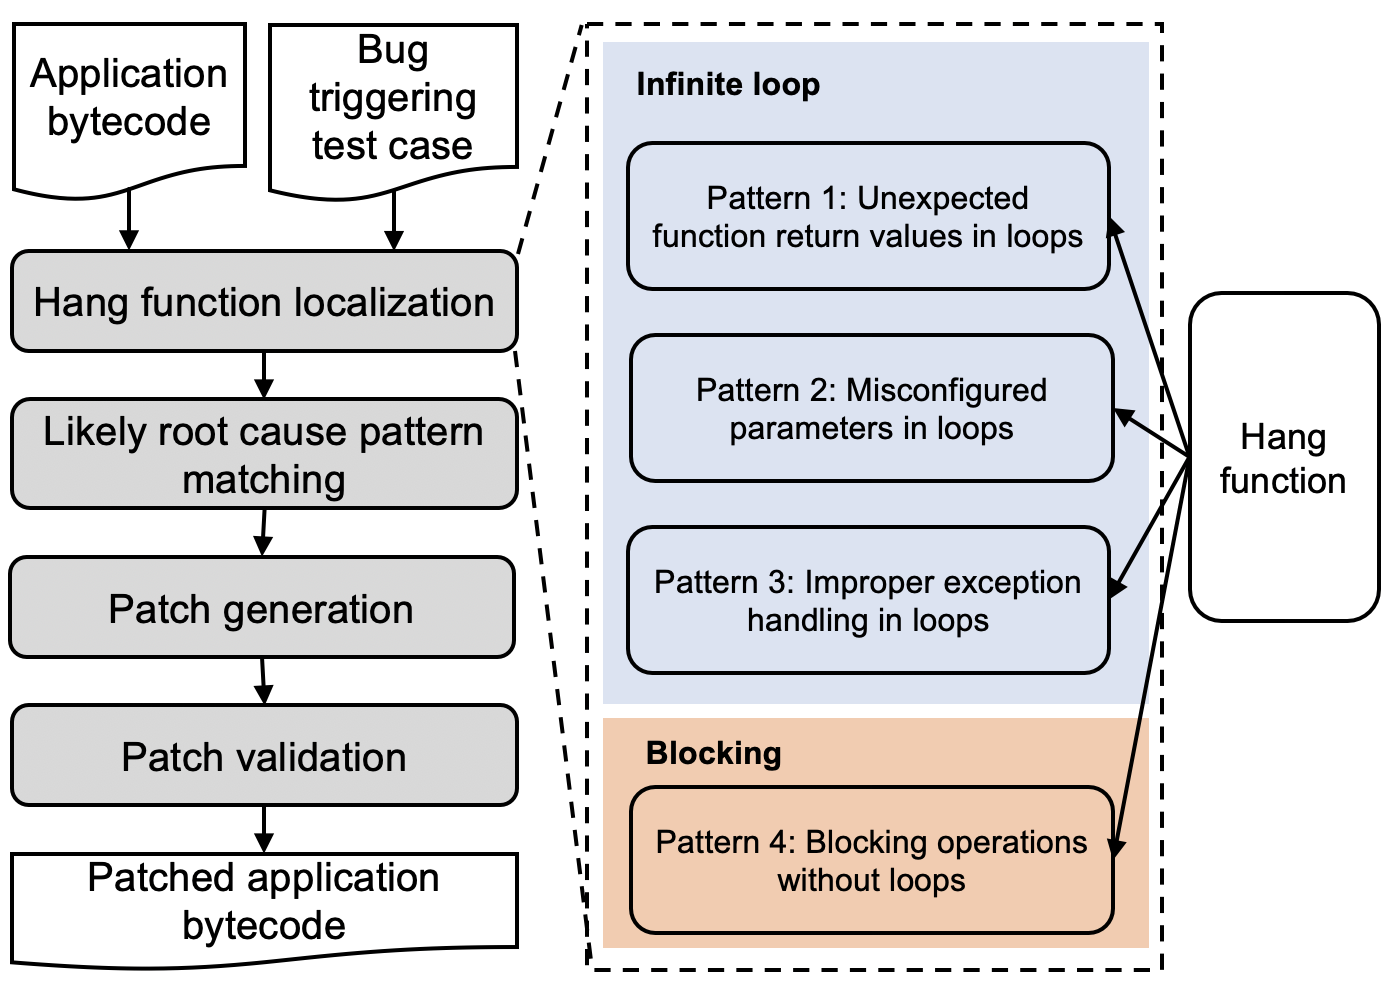 Application
bytecode
Bug
triggering
test case
Hang function localization
Likely root cause pattern
matching
Patch generation
Patch validation
Patched application
bytecode
Infinite loop
Pattern 1: Unexpected
function return values in loops
Pattern 2: Misconfigured
parameters in loops
Pattern 3: Improper exception
handling in loops
Blocking
Pattern 4: Blocking operations
without loops
Hang
function